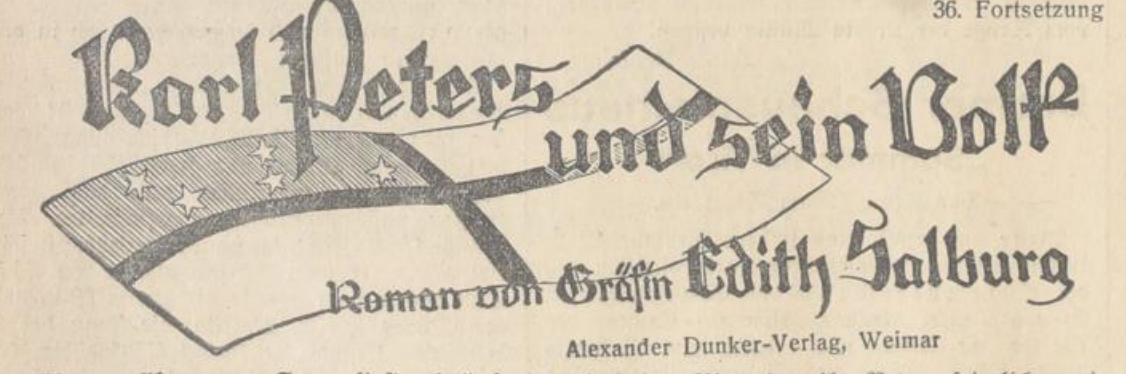 36. Fortsetzung
Karl Peters
und sein Volk
Roman von Gräfin Edith Salburg
Alexander Dunker-Verlag, Weimar